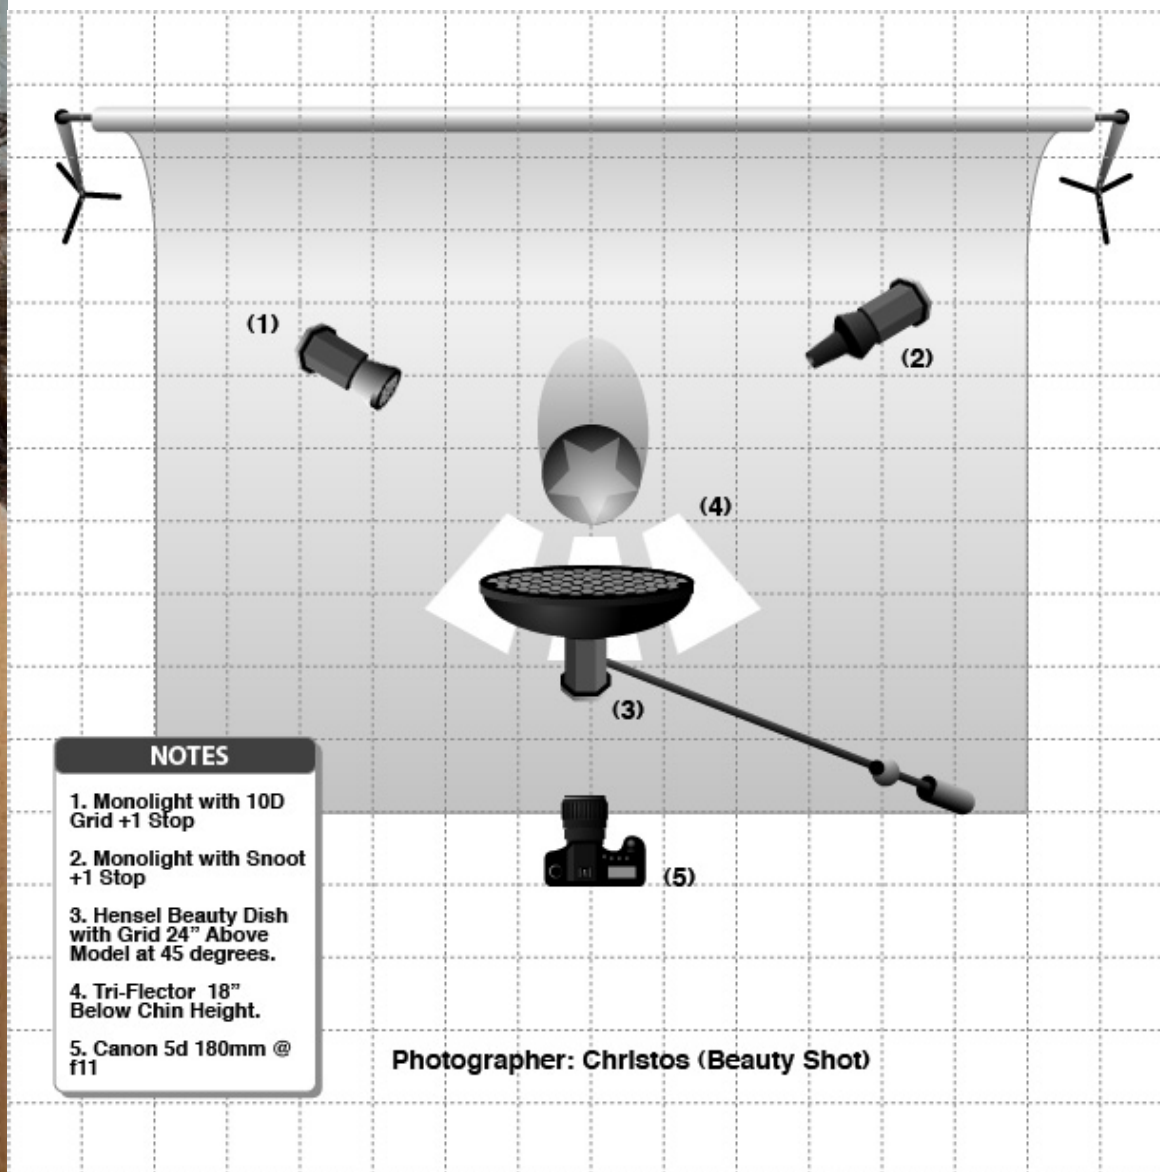 (1)
(2)
(4)
(3)
(5)
NOTES
1. Monolight with 10D
Grid +1 Stop
2. Monolight with Snoot
+1 Stop
3. Hensel Beauty Dish
with Grid 24” Above
Model at 45 degrees.
4. Tri-Flector 18”
Below Chin Height.
5. Canon 5d 180mm @
f11
Photographer: Christos (Beauty Shot)